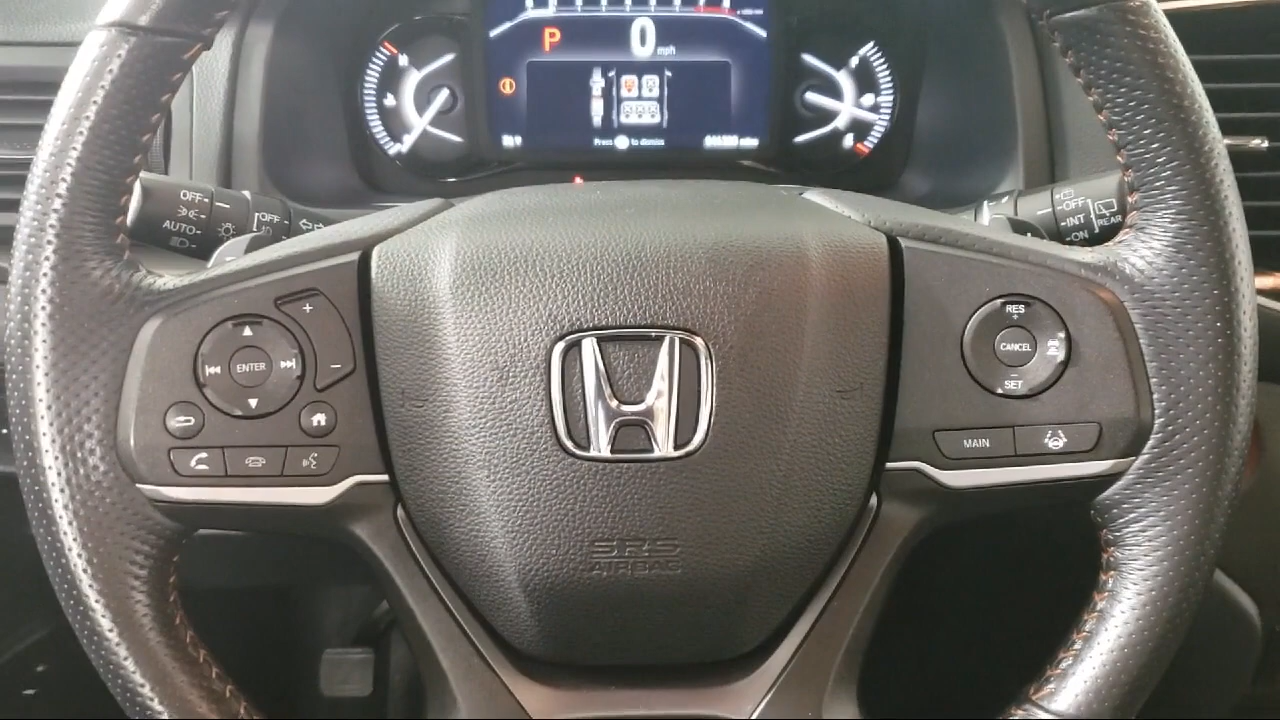 P
0
mph
Press
to dismiss
miles
OFF
AUTO
OFF
OFF
INT
ON
REAR
+
ENTER
−
RES
+
CANCEL
−
SET
MAIN
SRS
AIRBAG